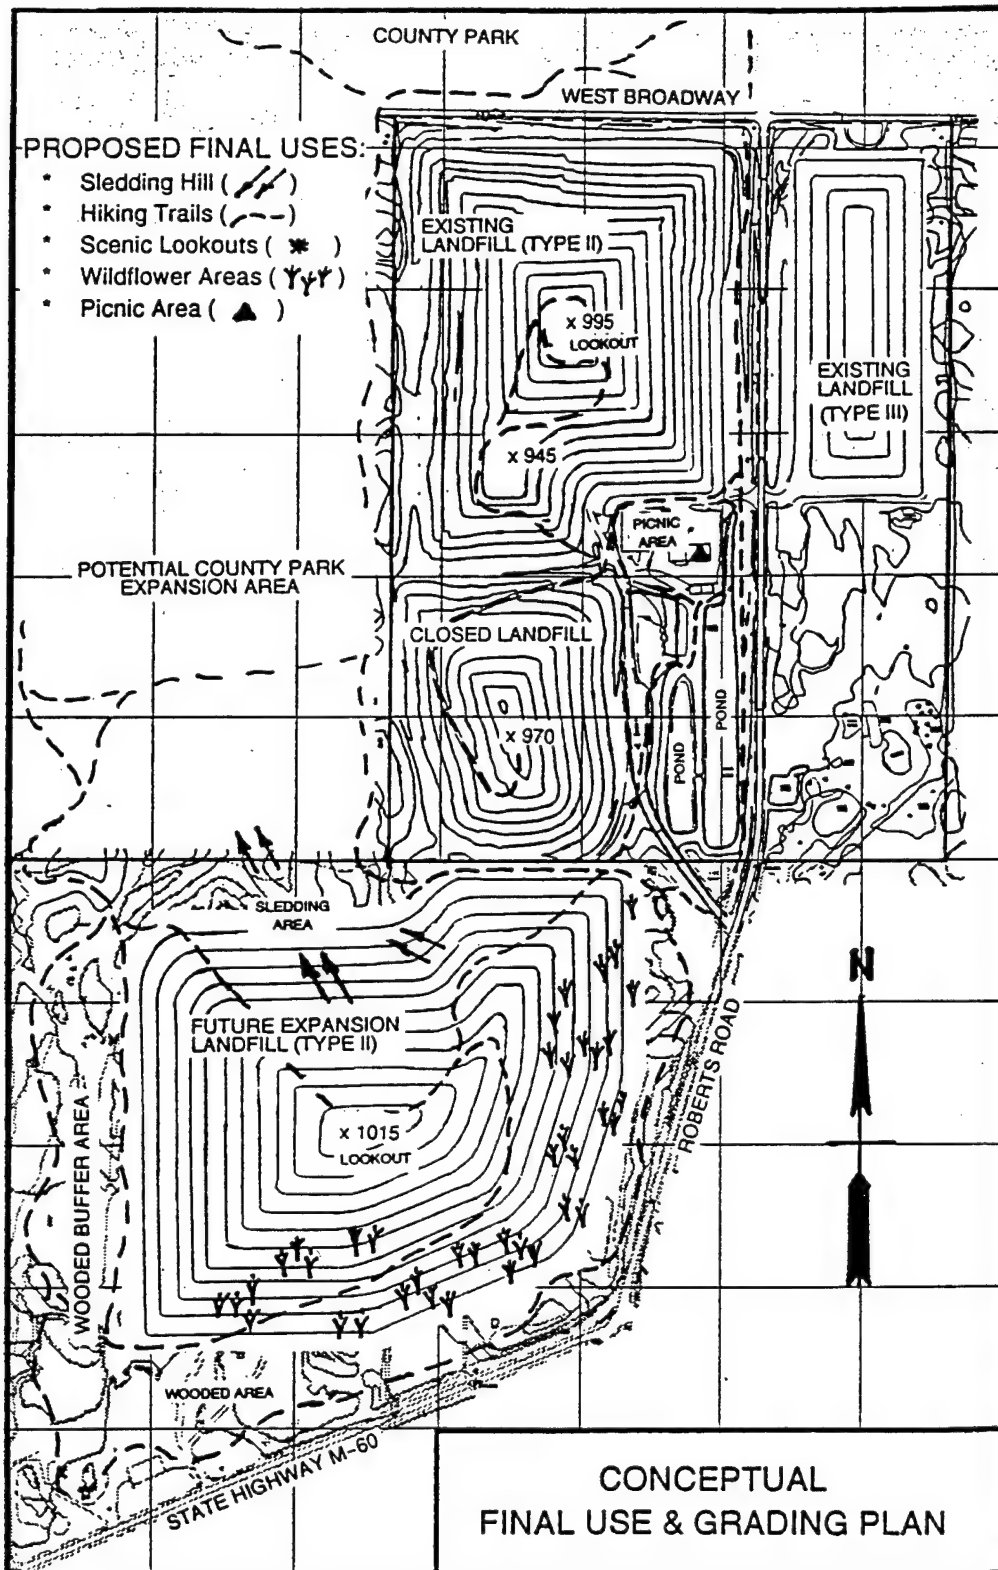 COUNTY PARK
WEST BROADWAY
PROPOSED FINAL USES:
* Sledding Hill ( )
* Hiking Trails ( )
* Scenic Lookouts ( )
* Wildflower Areas ( )
* Picnic Area ( )
EXISTING
LANDFILL (TYPE II)
x 995
LOOKOUT
EXISTING
LANDFILL
(TYPE III)
x 945
PICNIC
AREA
POTENTIAL COUNTY PARK
EXPANSION AREA
CLOSED LANDFILL
x 970
POND
POND
SLEDDING
AREA
N
FUTURE EXPANSION
LANDFILL (TYPE II)
ROBERTS ROAD
x 1015
LOOKOUT
WOODED BUFFER AREA
WOODED AREA
STATE HIGHWAY M-60
CONCEPTUAL
FINAL USE & GRADING PLAN